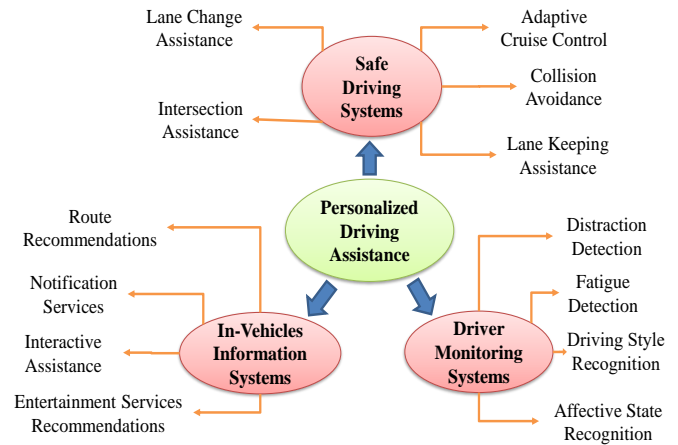 Lane Change
Assistance
Adaptive
Cruise Control
Safe
Driving
Systems
Collision
Avoidance
Intersection
Assistance
Lane Keeping
Assistance
Personalized
Driving
Assistance
Route
Recommendations
Notification
Services
Interactive
Assistance
Entertainment Services
Recommendations
In-Vehicles
Information
Systems
Distraction
Detection
Fatigue
Detection
Driver
Monitoring
Systems
Driving Style
Recognition
Affective State
Recognition